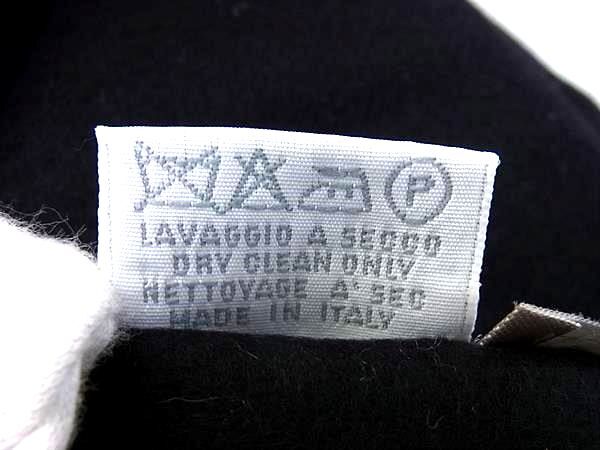 P
LAVAGGIO A SECCO
DRY CLEAN ONLY
NETTOYAGE A' SEC
MADE IN ITALY